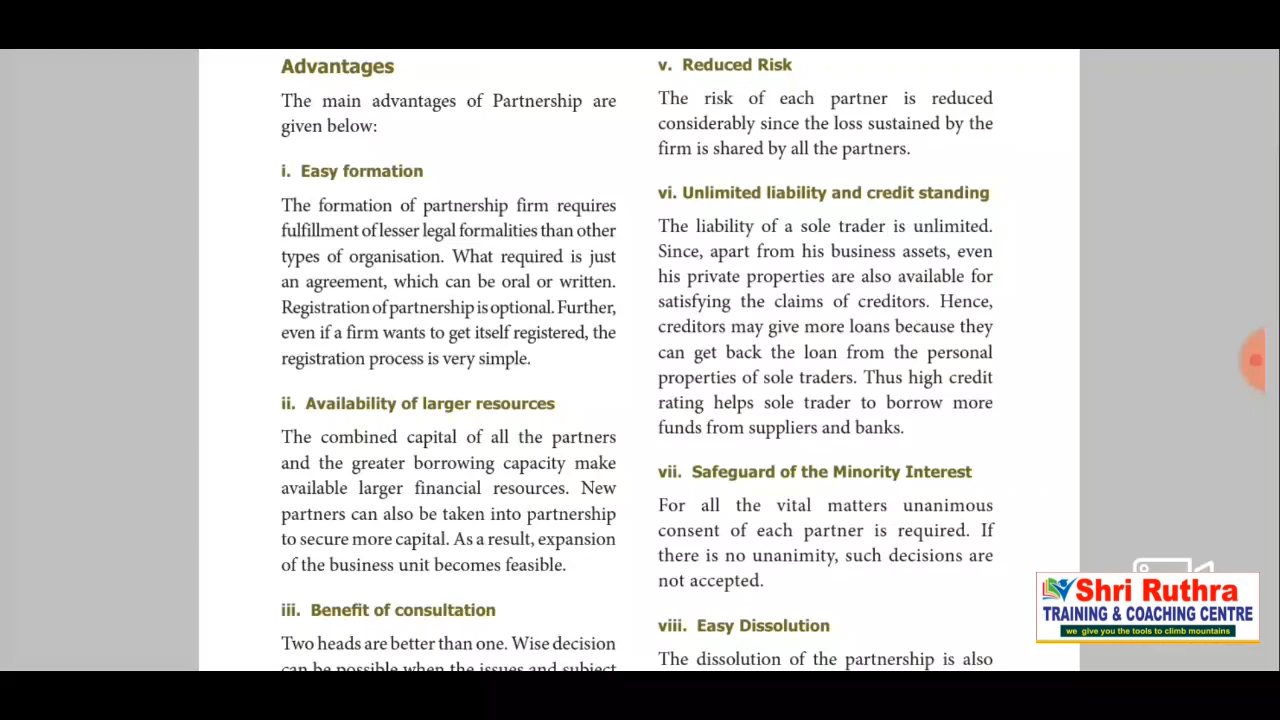 Advantages
The main advantages of Partnership are
given below:
i. Easy formation
The formation of partnership firm requires
fulfillment of lesser legal formalities than other
types of organisation. What required is just
an agreement, which can be oral or written.
Registration of partnership is optional. Further,
even if a firm wants to get itself registered, the
registration process is very simple.
ii. Availability of larger resources
The combined capital of all the partners
and the greater borrowing capacity make
available larger financial resources. New
partners can also be taken into partnership
to secure more capital. As a result, expansion
of the business unit becomes feasible.
iii. Benefit of consultation
Two heads are better than one. Wise decision
can be possible when the issues and subject
v. Reduced Risk
The risk of each partner is reduced
considerably since the loss sustained by the
firm is shared by all the partners.
vi. Unlimited liability and credit standing
The liability of a sole trader is unlimited.
Since, apart from his business assets, even
his private properties are also available for
satisfying the claims of creditors. Hence,
creditors may give more loans because they
can get back the loan from the personal
properties of sole traders. Thus high credit
rating helps sole trader to borrow more
funds from suppliers and banks.
vii. Safeguard of the Minority Interest
For all the vital matters unanimous
consent of each partner is required. If
there is no unanimity, such decisions are
not accepted.
viii. Easy Dissolution
The dissolution of the partnership is also
Shri Ruthra
TRAINING & COACHING CENTRE
we give you the tools to climb mountains